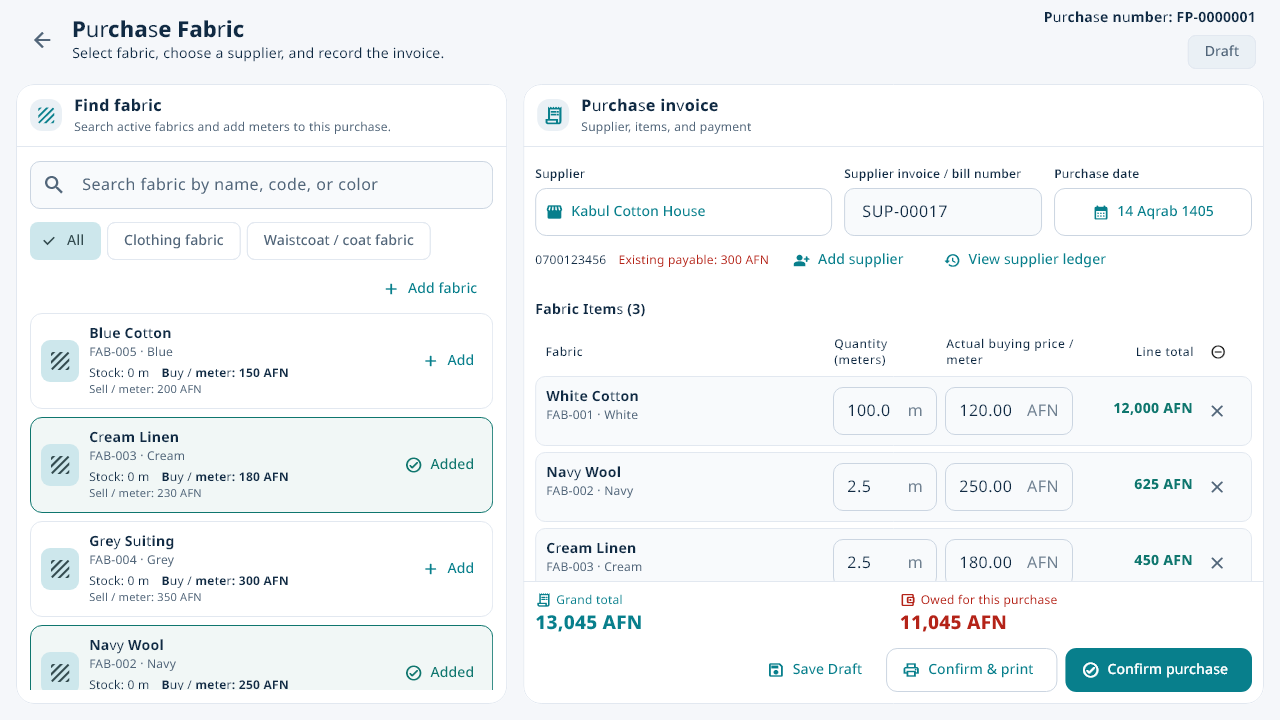 Purchase Fabric
Select fabric, choose a supplier, and record the invoice.
Purchase number: FP-0000001
Draft
Find fabric
Search active fabrics and add meters to this purchase.
Search fabric by name, code, or color
All
Clothing fabric
Waistcoat / coat fabric
Add fabric
Blue Cotton
FAB-005 · Blue
Stock: 0 m Buy / meter: 150 AFN
Sell / meter: 200 AFN
Add
Cream Linen
FAB-003 · Cream
Stock: 0 m Buy / meter: 180 AFN
Sell / meter: 230 AFN
Added
Grey Suiting
FAB-004 · Grey
Stock: 0 m Buy / meter: 300 AFN
Sell / meter: 350 AFN
Add
Navy Wool
FAB-002 · Navy
Stock: 0 m Buy / meter: 250 AFN
Added
Purchase invoice
Supplier, items, and payment
Supplier
Kabul Cotton House
Supplier invoice / bill number
SUP-00017
Purchase date
14 Aqrab 1405
0700123456 Existing payable: 300 AFN
Add supplier
View supplier ledger
Fabric Items (3)
Fabric
Quantity (meters)
Actual buying price / meter
Line total
White Cotton
FAB-001 · White
100.0 m
120.00 AFN
12,000 AFN
Navy Wool
FAB-002 · Navy
2.5 m
250.00 AFN
625 AFN
Cream Linen
FAB-003 · Cream
2.5 m
180.00 AFN
450 AFN
Grand total
13,045 AFN
Owed for this purchase
11,045 AFN
Save Draft
Confirm & print
Confirm purchase